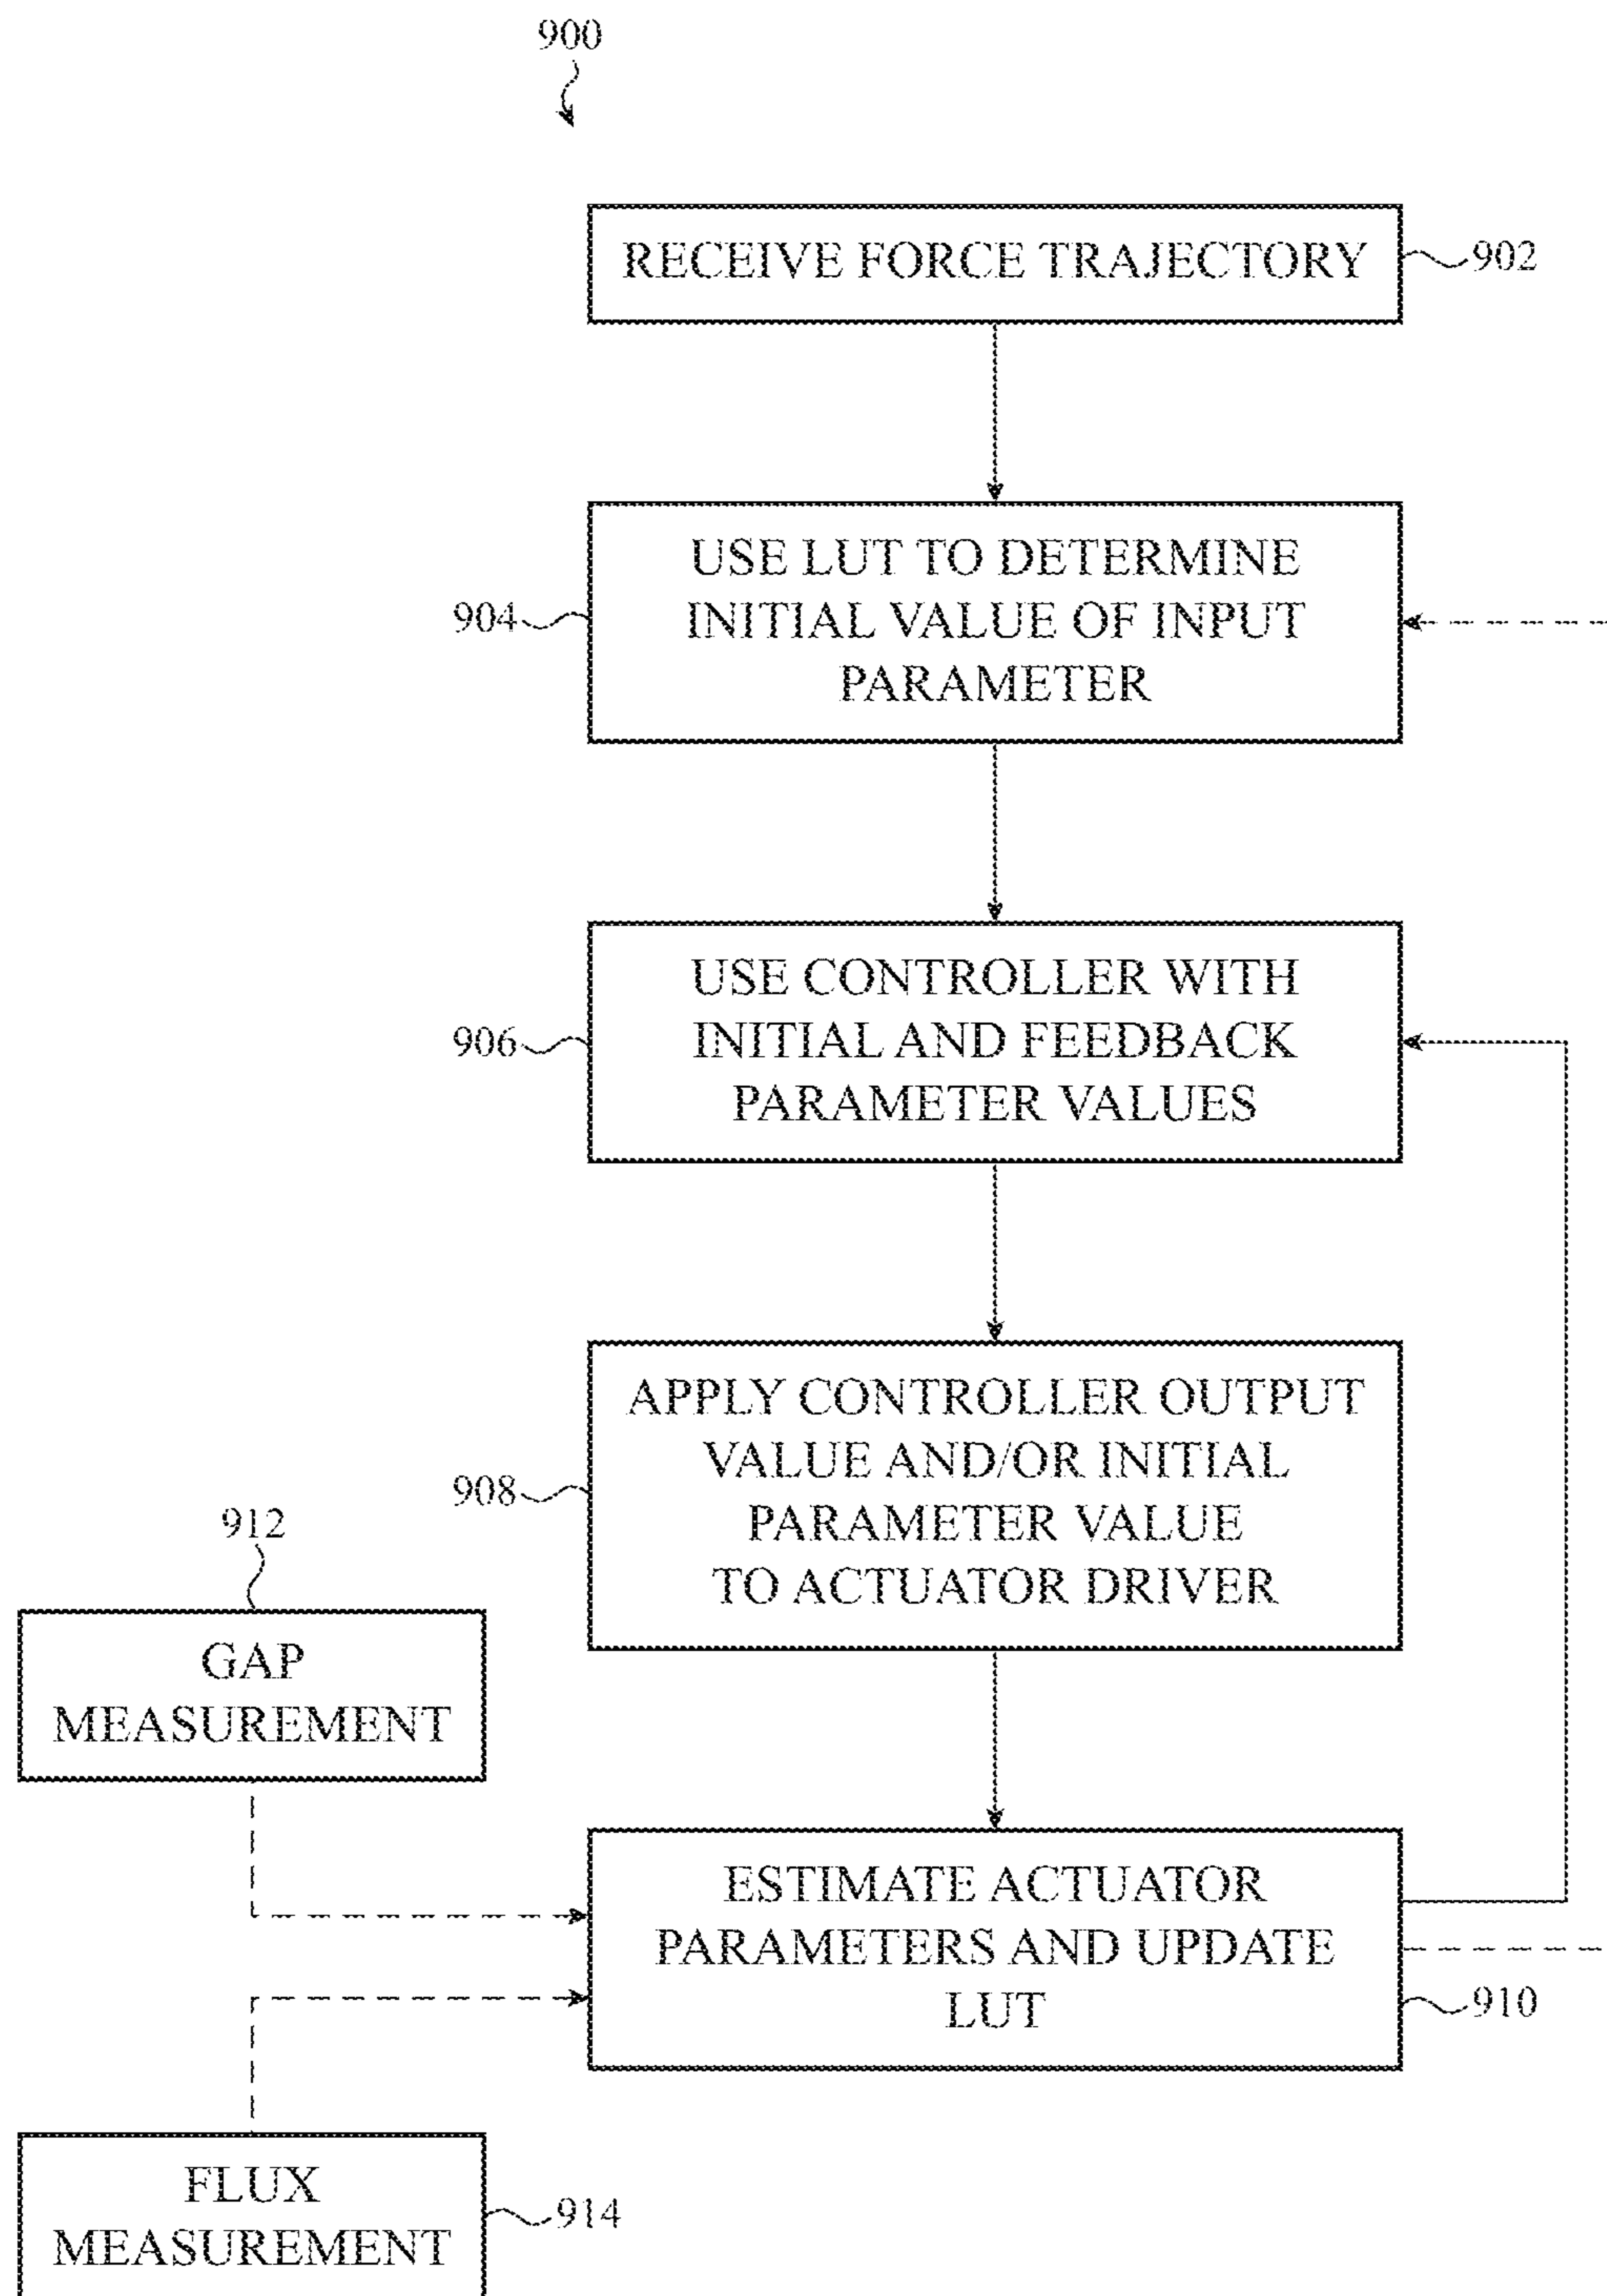 900
RECEIVE FORCE TRAJECTORY
902
USE LUT TO DETERMINE
INITIAL VALUE OF INPUT
PARAMETER
904
USE CONTROLLER WITH
INITIAL AND FEEDBACK
PARAMETER VALUES
906
APPLY CONTROLLER OUTPUT
VALUE AND/OR INITIAL
PARAMETER VALUE
TO ACTUATOR DRIVER
908
912
GAP
MEASUREMENT
ESTIMATE ACTUATOR
PARAMETERS AND UPDATE
LUT
910
FLUX
MEASUREMENT
914